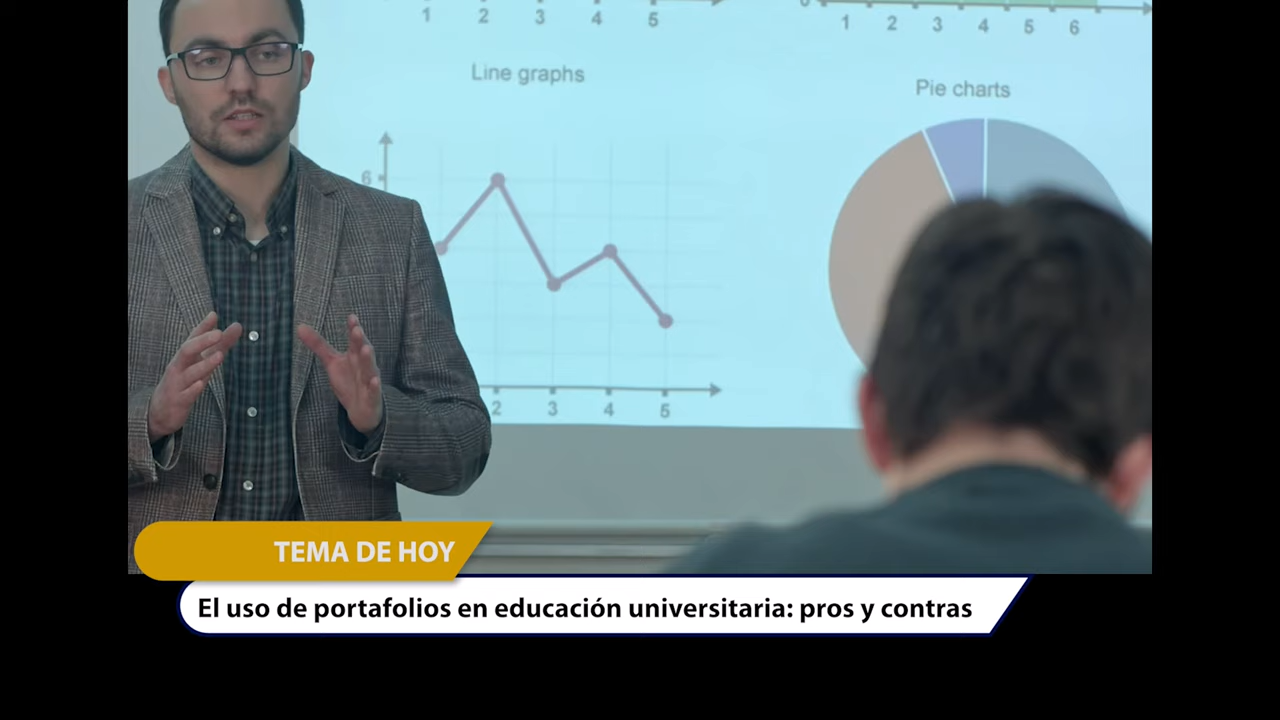 1 2 3 4 5
0 1 2 3 4 5 6
Line graphs
Pie charts
6
2 3 4 5
TEMA DE HOY
El uso de portafolios en educación universitaria: pros y contras